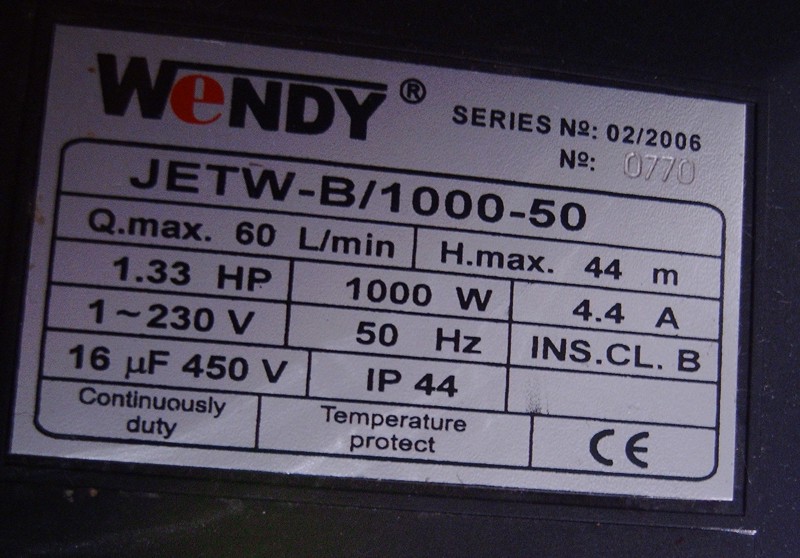 WeNDY®
SERIES Nº: 02/2006
Nº: 0770
JETW-B/1000-50
Q.max. 60 L/min H.max. 44 m
1.33 HP 1000 W 4.4 A
1~230 V 50 Hz INS.CL. B
16 µF 450 V IP 44
Continuously
duty
Temperature
protect
CE